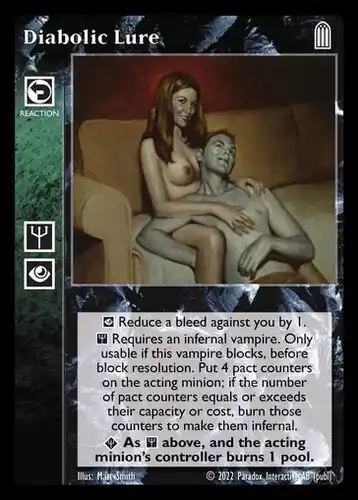 Diabolic Lure
REACTION
Reduce a bleed against you by 1.
Requires an infernal vampire. Only
usable if this vampire blocks, before
block resolution. Put 4 pact counters
on the acting minion; if the number
of pact counters equals or exceeds
their capacity or cost, burn those
counters to make them infernal.
As above, and the acting
minion's controller burns 1 pool.
Illus: Matt Smith © 2022 Paradox Interactive AB (publ)